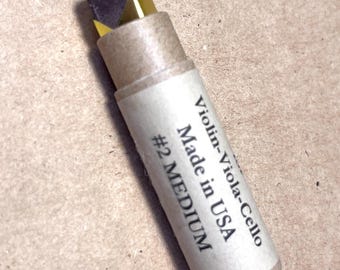 Violin-Viola-Cello
Made in USA
#2 MEDIUM